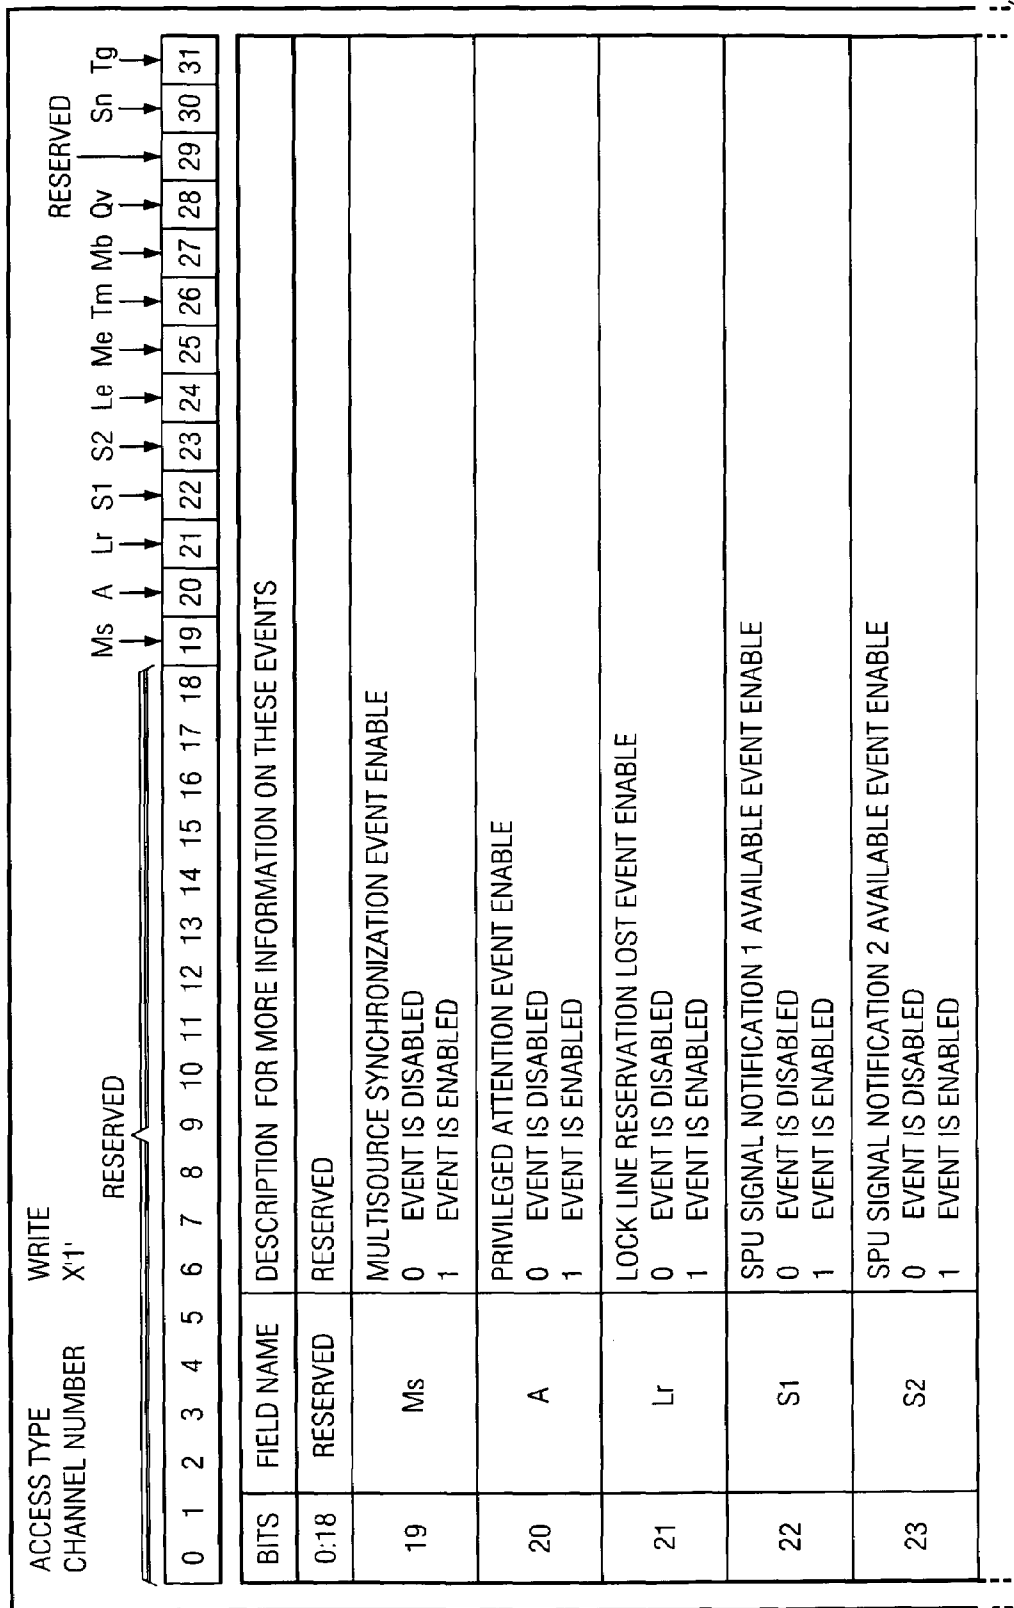 ACCESS TYPE WRITE
CHANNEL NUMBER X'1'
RESERVED
RESERVED
Ms A Lr S1 S2 Le Me Tm Mb Qv Sn Tg
0 1 2 3 4 5 6 7 8 9 10 11 12 13 14 15 16 17 18 19 20 21 22 23 24 25 26 27 28 29 30 31
BITS FIELD NAME DESCRIPTION FOR MORE INFORMATION ON THESE EVENTS
0:18 RESERVED RESERVED
19 Ms MULTISOURCE SYNCHRONIZATION EVENT ENABLE
0 EVENT IS DISABLED
1 EVENT IS ENABLED
20 A PRIVILEGED ATTENTION EVENT ENABLE
0 EVENT IS DISABLED
1 EVENT IS ENABLED
21 Lr LOCK LINE RESERVATION LOST EVENT ENABLE
0 EVENT IS DISABLED
1 EVENT IS ENABLED
22 S1 SPU SIGNAL NOTIFICATION 1 AVAILABLE EVENT ENABLE
0 EVENT IS DISABLED
1 EVENT IS ENABLED
23 S2 SPU SIGNAL NOTIFICATION 2 AVAILABLE EVENT ENABLE
0 EVENT IS DISABLED
1 EVENT IS ENABLED